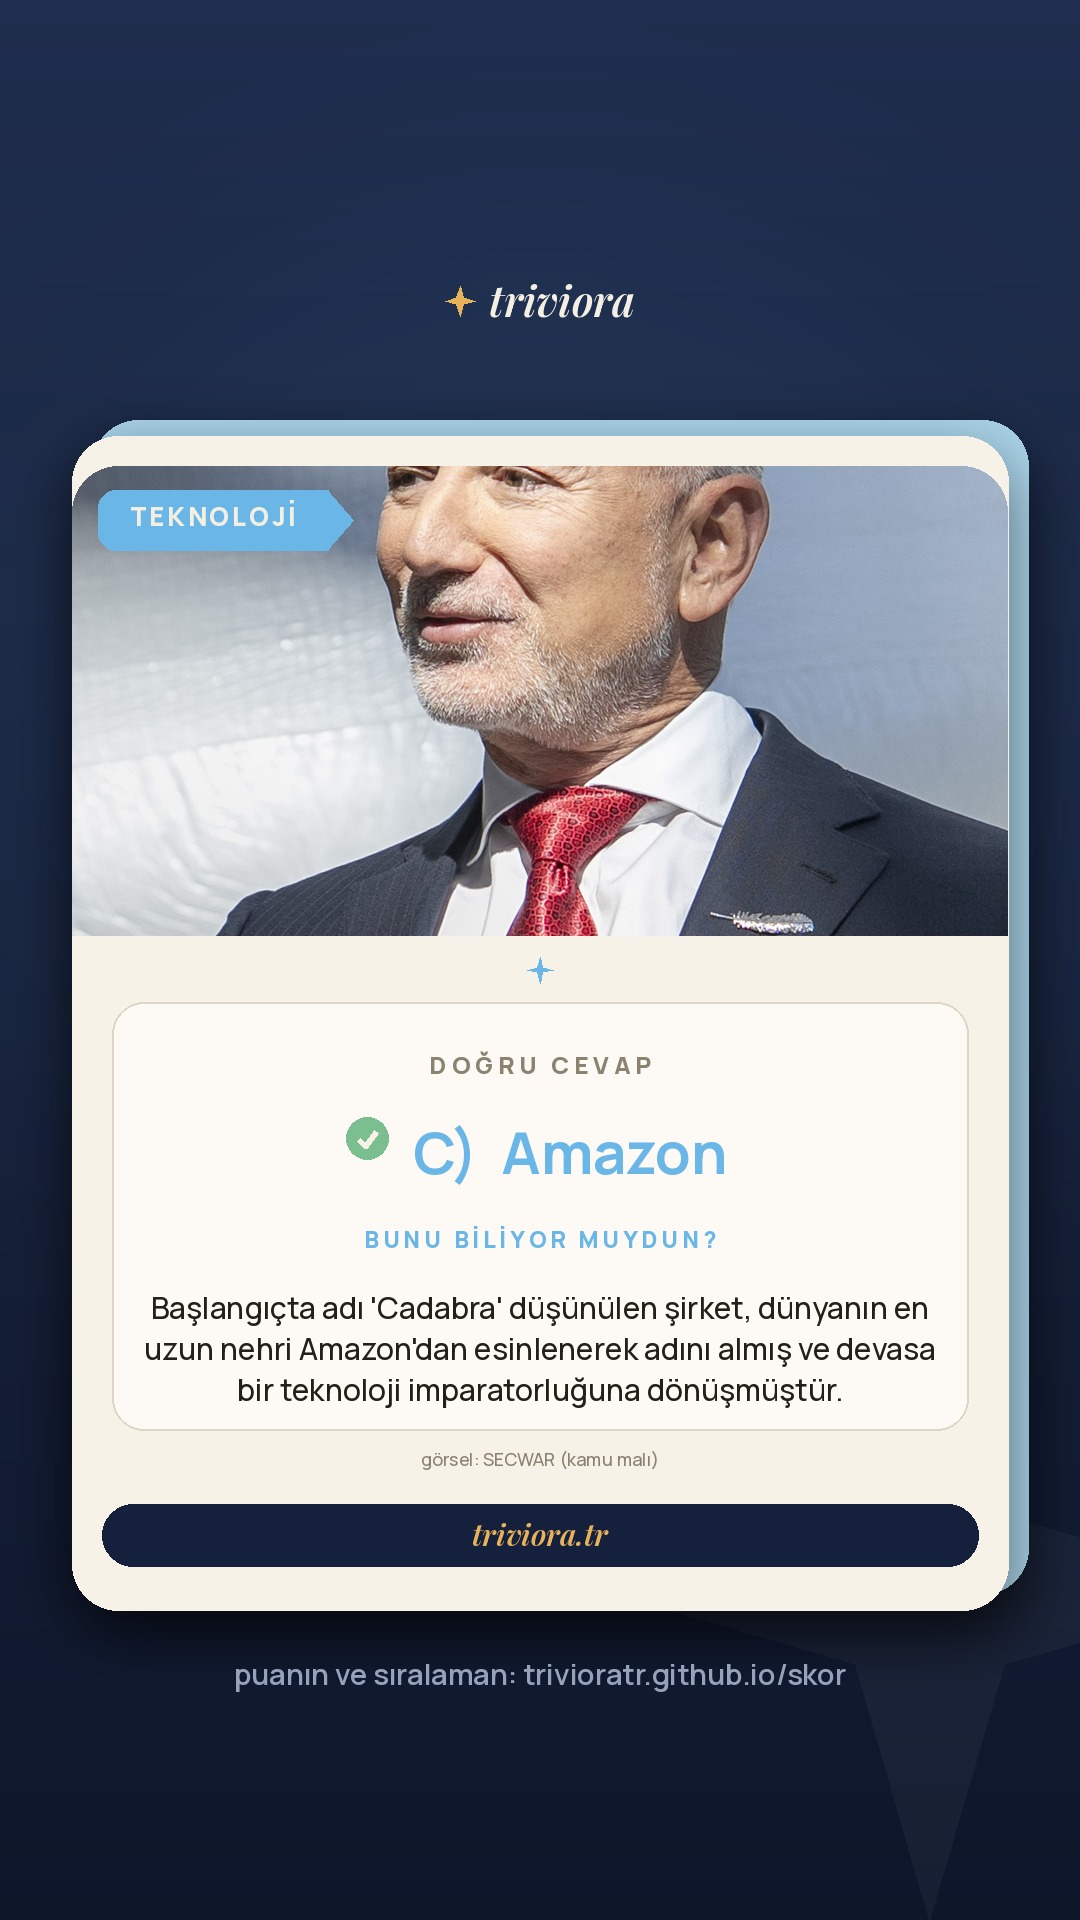 triviora
TEKNOLOJİ
DOĞRU CEVAP
C) Amazon
BUNU BİLİYOR MUYDUN?
Başlangıçta adı 'Cadabra' düşünülen şirket, dünyanın en
uzun nehri Amazon'dan esinlenerek adını almış ve devasa
bir teknoloji imparatorluğuna dönüşmüştür.
görsel: SECWAR (kamu malı)
triviora.tr
puanın ve sıralaman: trivioratr.github.io/skor